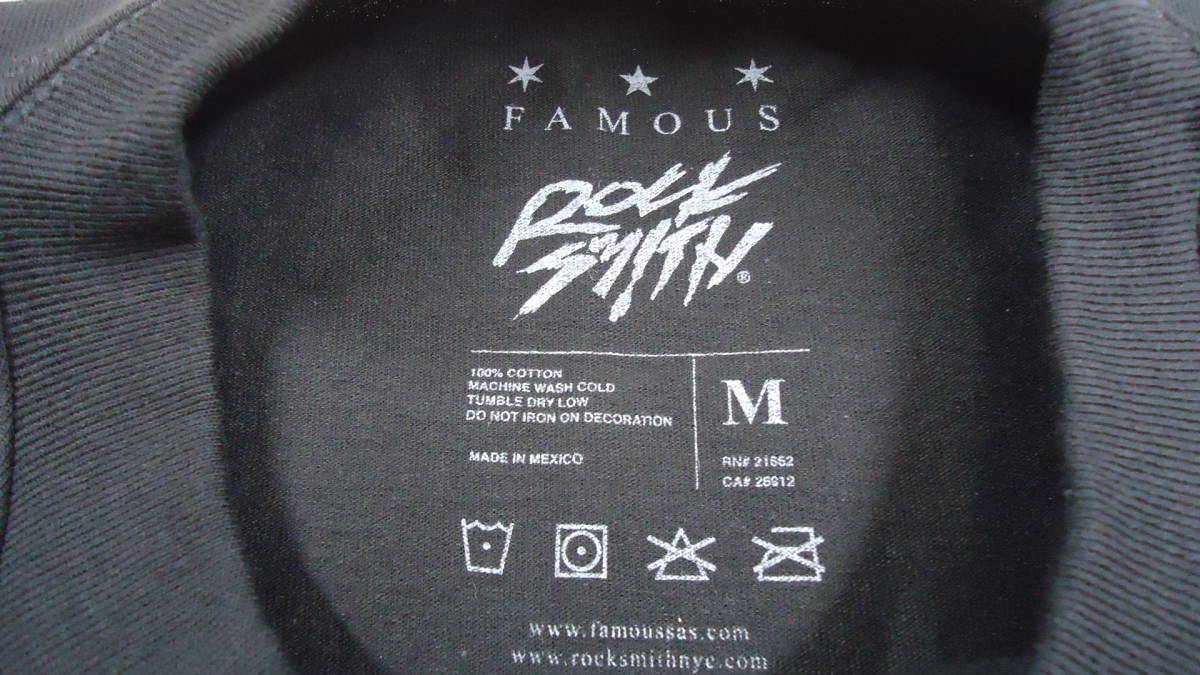 FAMOUS
ROCK
SMITH®
100% COTTON
MACHINE WASH COLD
TUMBLE DRY LOW
DO NOT IRON ON DECORATION
MADE IN MEXICO
M
RN# 21552
CA# 26912
www.famoussas.com
www.rocksmithnyc.com